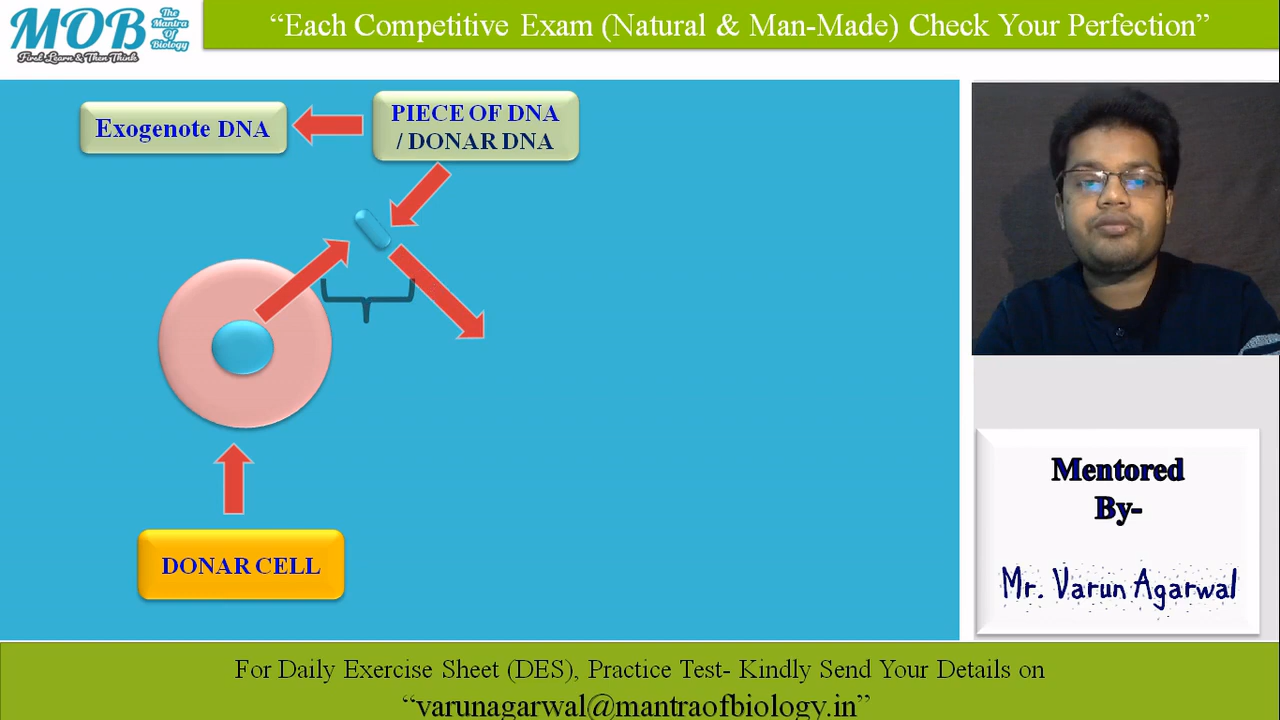 MOB The Mantra Of Biology
First Learn & Then Think
“Each Competitive Exam (Natural & Man-Made) Check Your Perfection”
Exogenote DNA
PIECE OF DNA
/ DONAR DNA
DONAR CELL
Mentored
By-
Mr. Varun Agarwal
For Daily Exercise Sheet (DES), Practice Test- Kindly Send Your Details on
“varunagarwal@mantraofbiology.in”